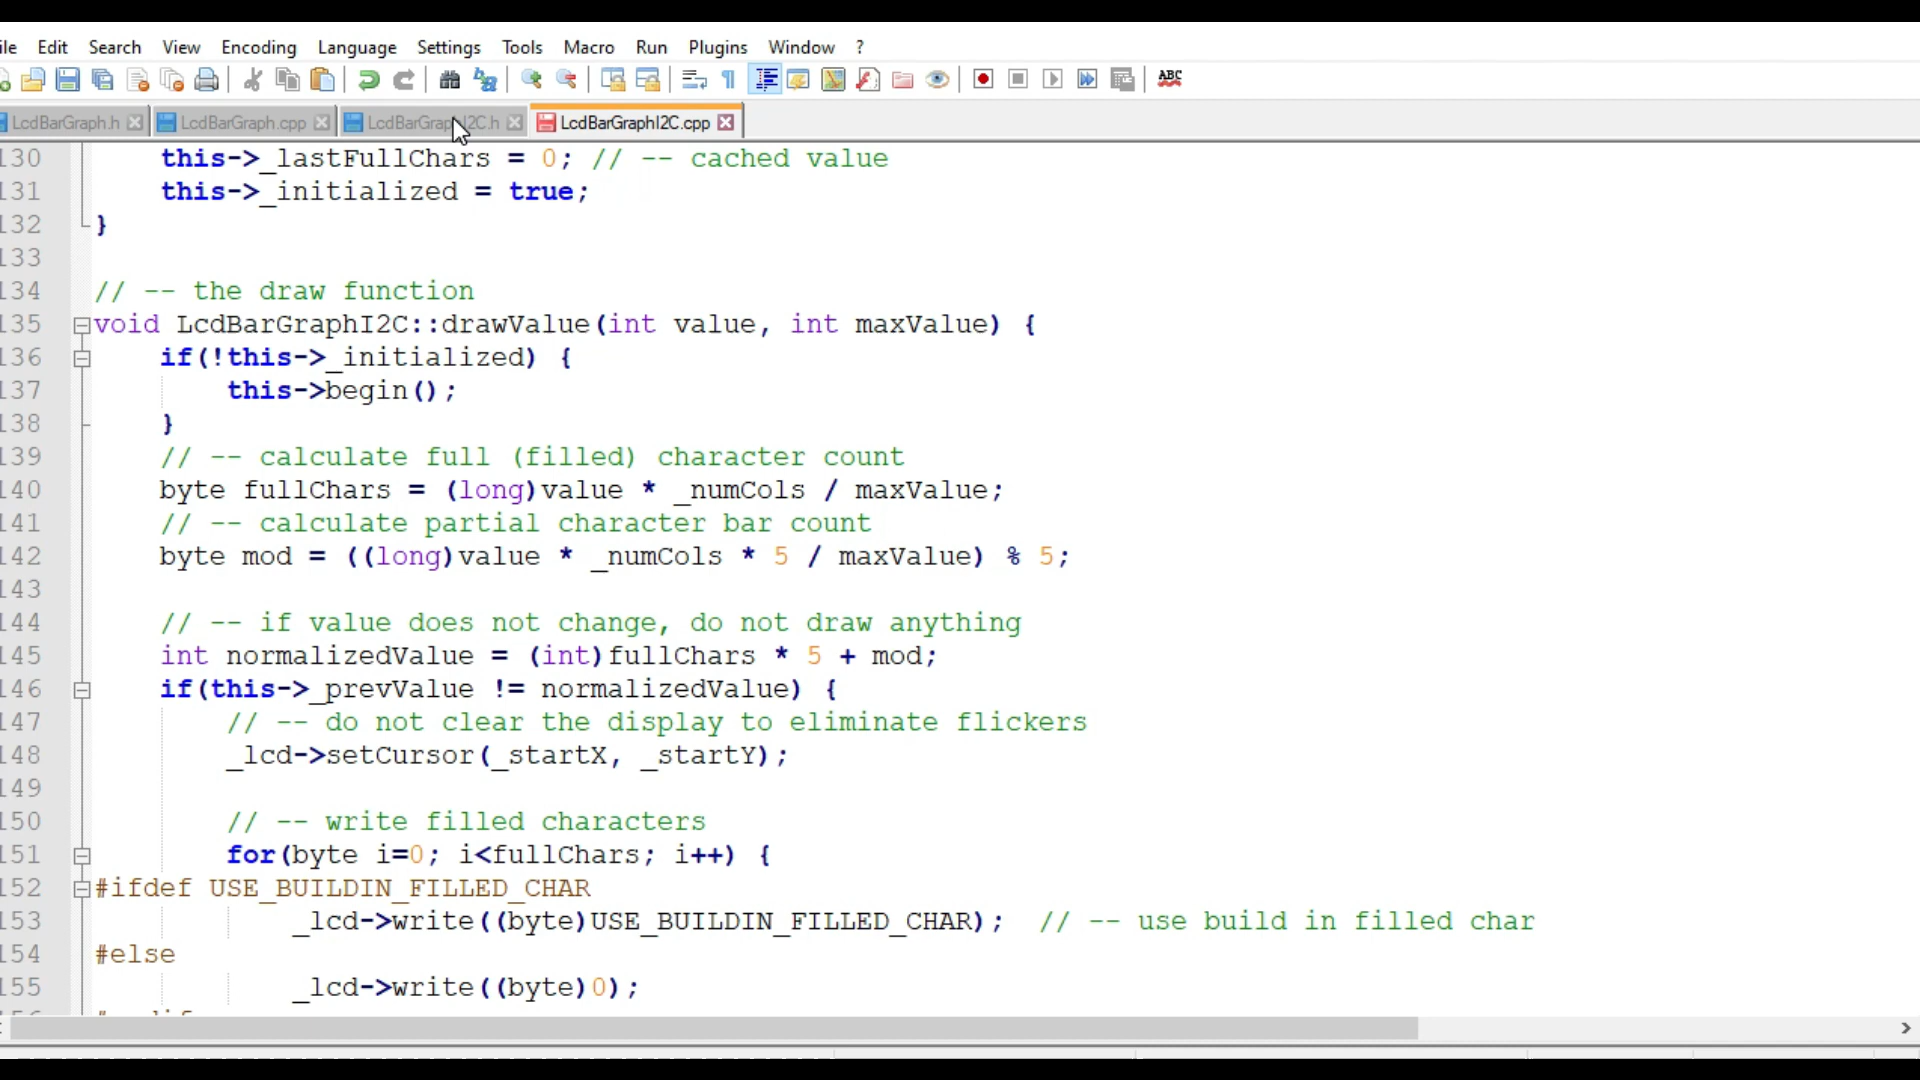 ile Edit Search View Encoding Language Settings Tools Macro Run Plugins Window ?
ABC
LcdBarGraph.h LcdBarGraph.cpp LcdBarGraphI2C.h LcdBarGraphI2C.cpp
130 this->_lastFullChars = 0; // -- cached value
131 this->_initialized = true;
132 }
133
134 // -- the draw function
135 void LcdBarGraphI2C::drawValue(int value, int maxValue) {
136 if(!this->_initialized) {
137 this->begin();
138 }
139 // -- calculate full (filled) character count
140 byte fullChars = (long)value * _numCols / maxValue;
141 // -- calculate partial character bar count
142 byte mod = ((long)value * _numCols * 5 / maxValue) % 5;
143
144 // -- if value does not change, do not draw anything
145 int normalizedValue = (int)fullChars * 5 + mod;
146 if(this->_prevValue != normalizedValue) {
147 // -- do not clear the display to eliminate flickers
148 _lcd->setCursor(_startX, _startY);
149
150 // -- write filled characters
151 for(byte i=0; i<fullChars; i++) {
152 #ifdef USE_BUILDIN_FILLED_CHAR
153 _lcd->write((byte)USE_BUILDIN_FILLED_CHAR); // -- use build in filled char
154 #else
155 _lcd->write((byte)0);